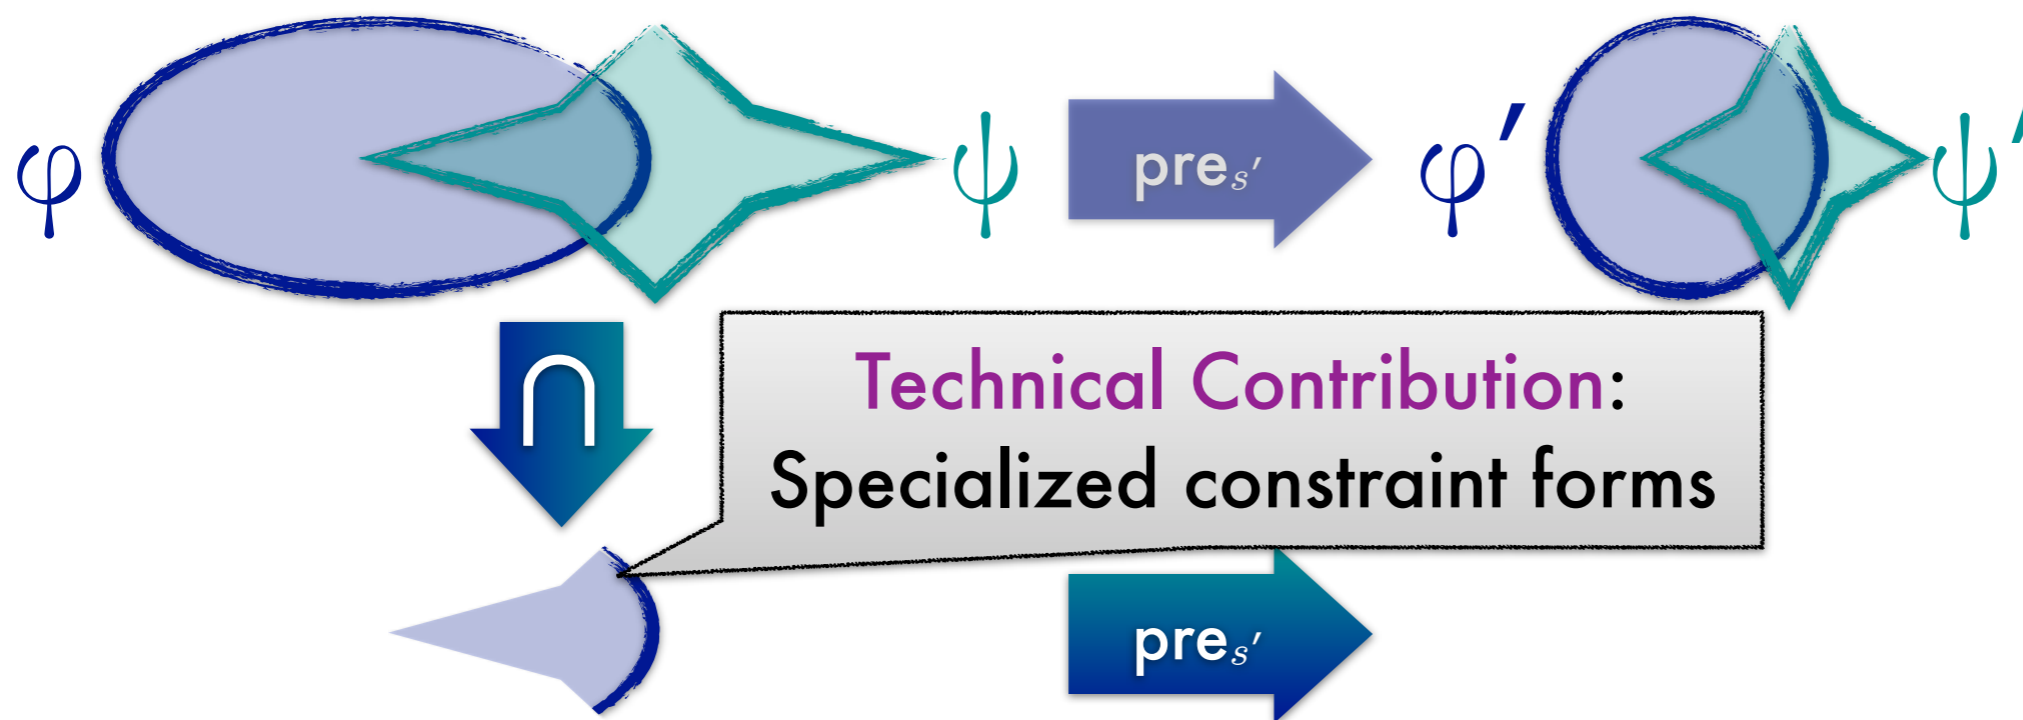 φ ψ pre_s′ φ′ ψ′
∩
Technical Contribution:
Specialized constraint forms
pre_s′